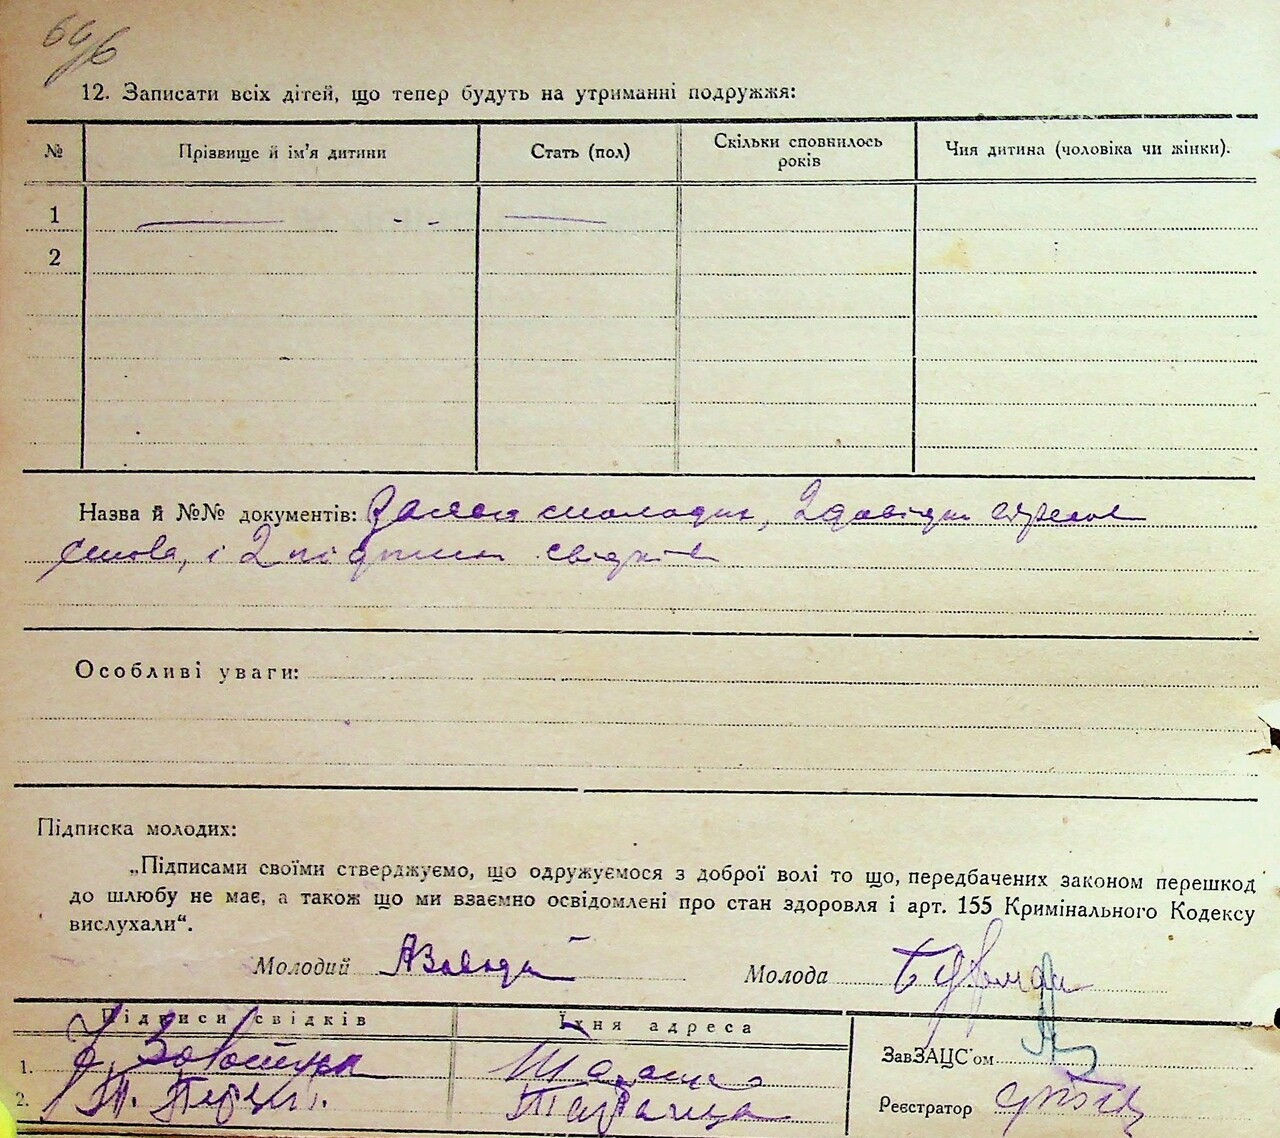 12. Записати всіх дітей, що тепер будуть на утриманні подружжя:
№ Прізвище й ім'я дитини Стать (пол) Скільки сповнилось років Чия дитина (чоловіка чи жінки).
1
2
Назва й №№ документів: Заява молодих, 2 довідки
і 2 підписки свідків
Особливі уваги:
Підписка молодих:
„Підписами своїми стверджуємо, що одружуємося з доброї волі то що, передбачених законом перешкод
до шлюбу не має, а також що ми взаємно освідомлені про стан здоровля і арт. 155 Кримінального Кодексу
вислухали“.
Молодий Молода
Підписи свідків Їхня адреса
ЗавЗАЦС'ом
1.
2.
Реєстратор